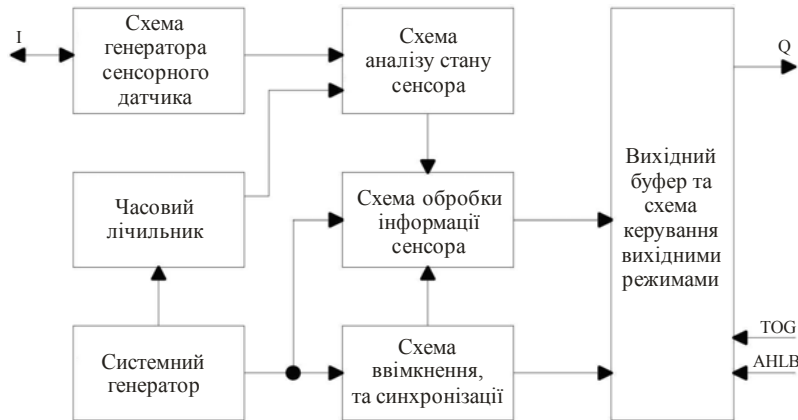 I
Схема
генератора
сенсорного
датчика
Схема
аналізу стану
сенсора
Q
Часовий
лічильник
Схема обробки
інформації
сенсора
Вихідний
буфер та
схема
керування
вихідними
режимами
Системний
генератор
Схема
ввімкнення,
та синхронізації
TOG
AHLB